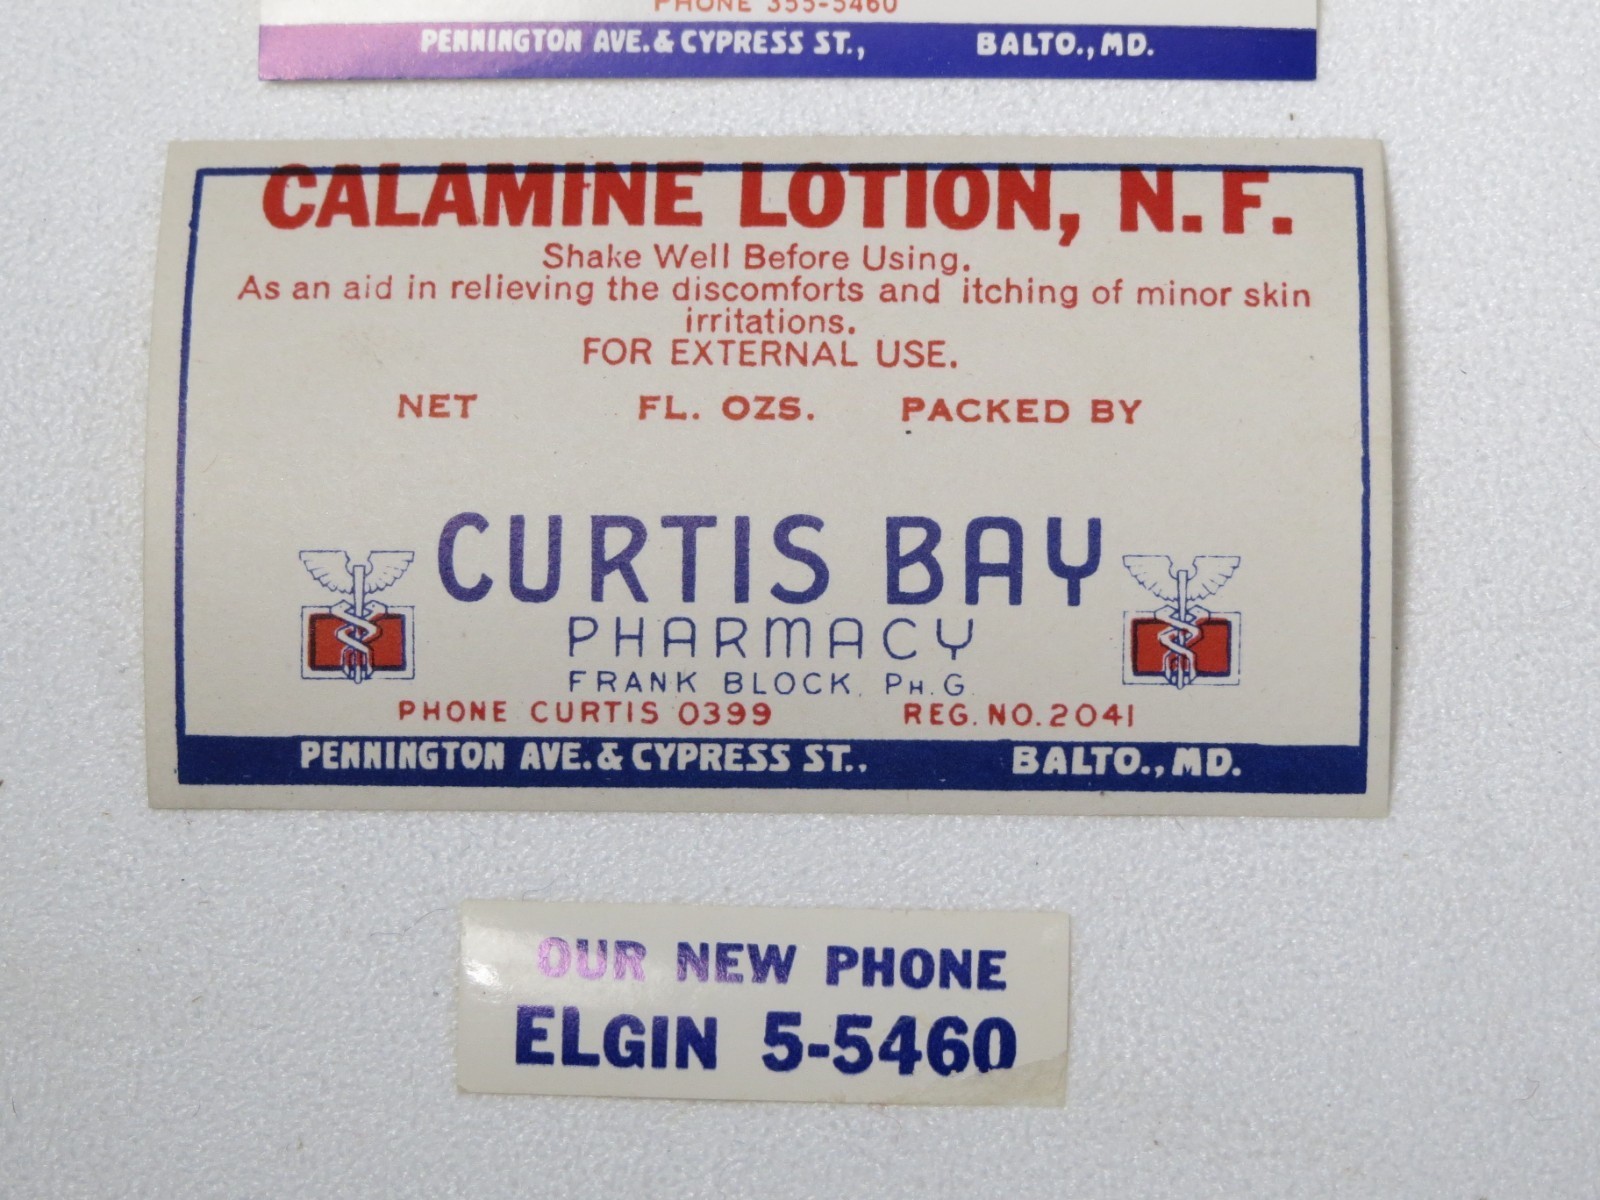 PHONE 355-5460
PENNINGTON AVE. & CYPRESS ST., BALTO., MD.
CALAMINE LOTION, N.F.
Shake Well Before Using.
As an aid in relieving the discomforts and itching of minor skin
irritations.
FOR EXTERNAL USE.
NET FL. OZS. PACKED BY
CURTIS BAY
PHARMACY
FRANK BLOCK, PH.G.
PHONE CURTIS 0399 REG. NO. 2041
PENNINGTON AVE. & CYPRESS ST., BALTO., MD.
OUR NEW PHONE
ELGIN 5-5460